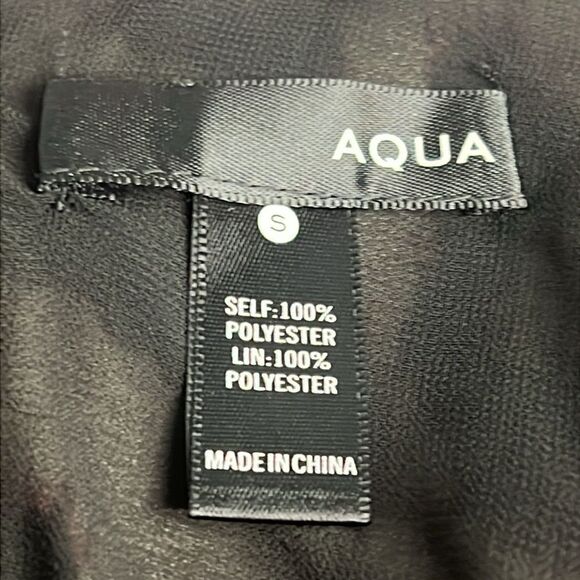 AQUA
S
SELF:100%
POLYESTER
LIN:100%
POLYESTER
MADE IN CHINA